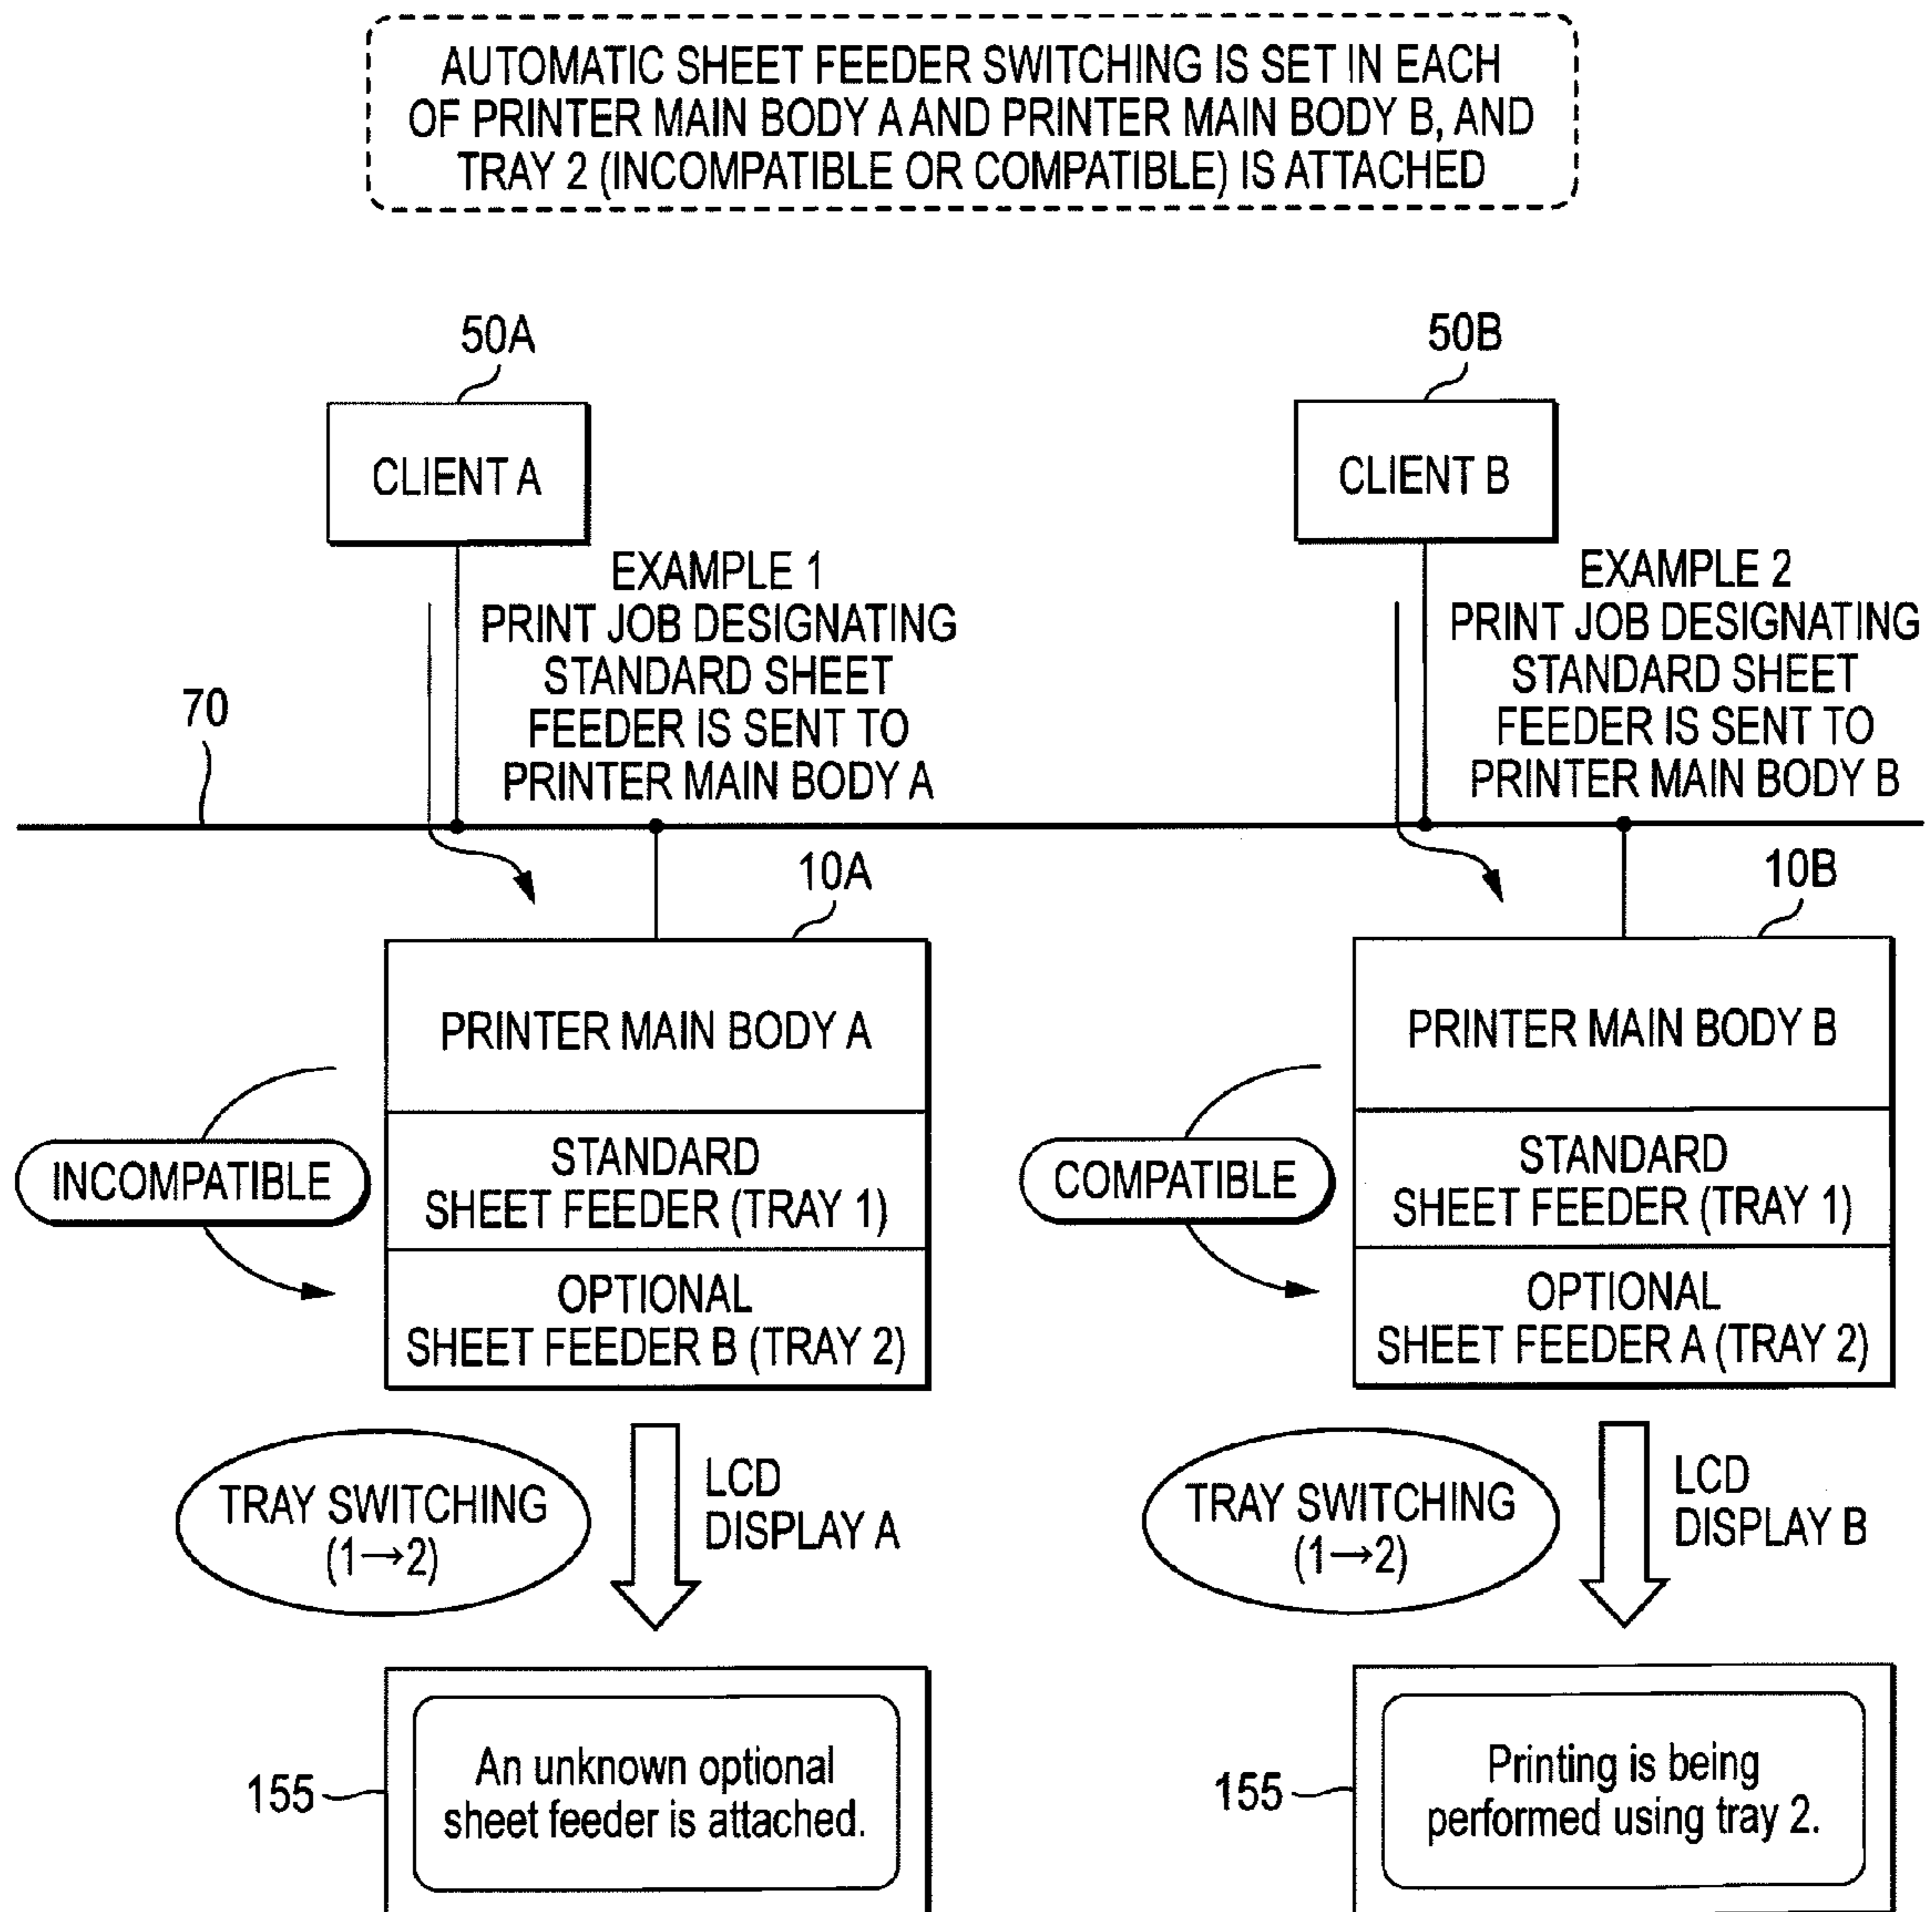 AUTOMATIC SHEET FEEDER SWITCHING IS SET IN EACH
OF PRINTER MAIN BODY A AND PRINTER MAIN BODY B, AND
TRAY 2 (INCOMPATIBLE OR COMPATIBLE) IS ATTACHED
50A
CLIENT A
EXAMPLE 1
PRINT JOB DESIGNATING
STANDARD SHEET
FEEDER IS SENT TO
PRINTER MAIN BODY A
50B
CLIENT B
EXAMPLE 2
PRINT JOB DESIGNATING
STANDARD SHEET
FEEDER IS SENT TO
PRINTER MAIN BODY B
70
10A
PRINTER MAIN BODY A
INCOMPATIBLE
STANDARD
SHEET FEEDER (TRAY 1)
OPTIONAL
SHEET FEEDER B (TRAY 2)
10B
PRINTER MAIN BODY B
COMPATIBLE
STANDARD
SHEET FEEDER (TRAY 1)
OPTIONAL
SHEET FEEDER A (TRAY 2)
TRAY SWITCHING
(1→2)
LCD
DISPLAY A
TRAY SWITCHING
(1→2)
LCD
DISPLAY B
155
An unknown optional
sheet feeder is attached.
155
Printing is being
performed using tray 2.